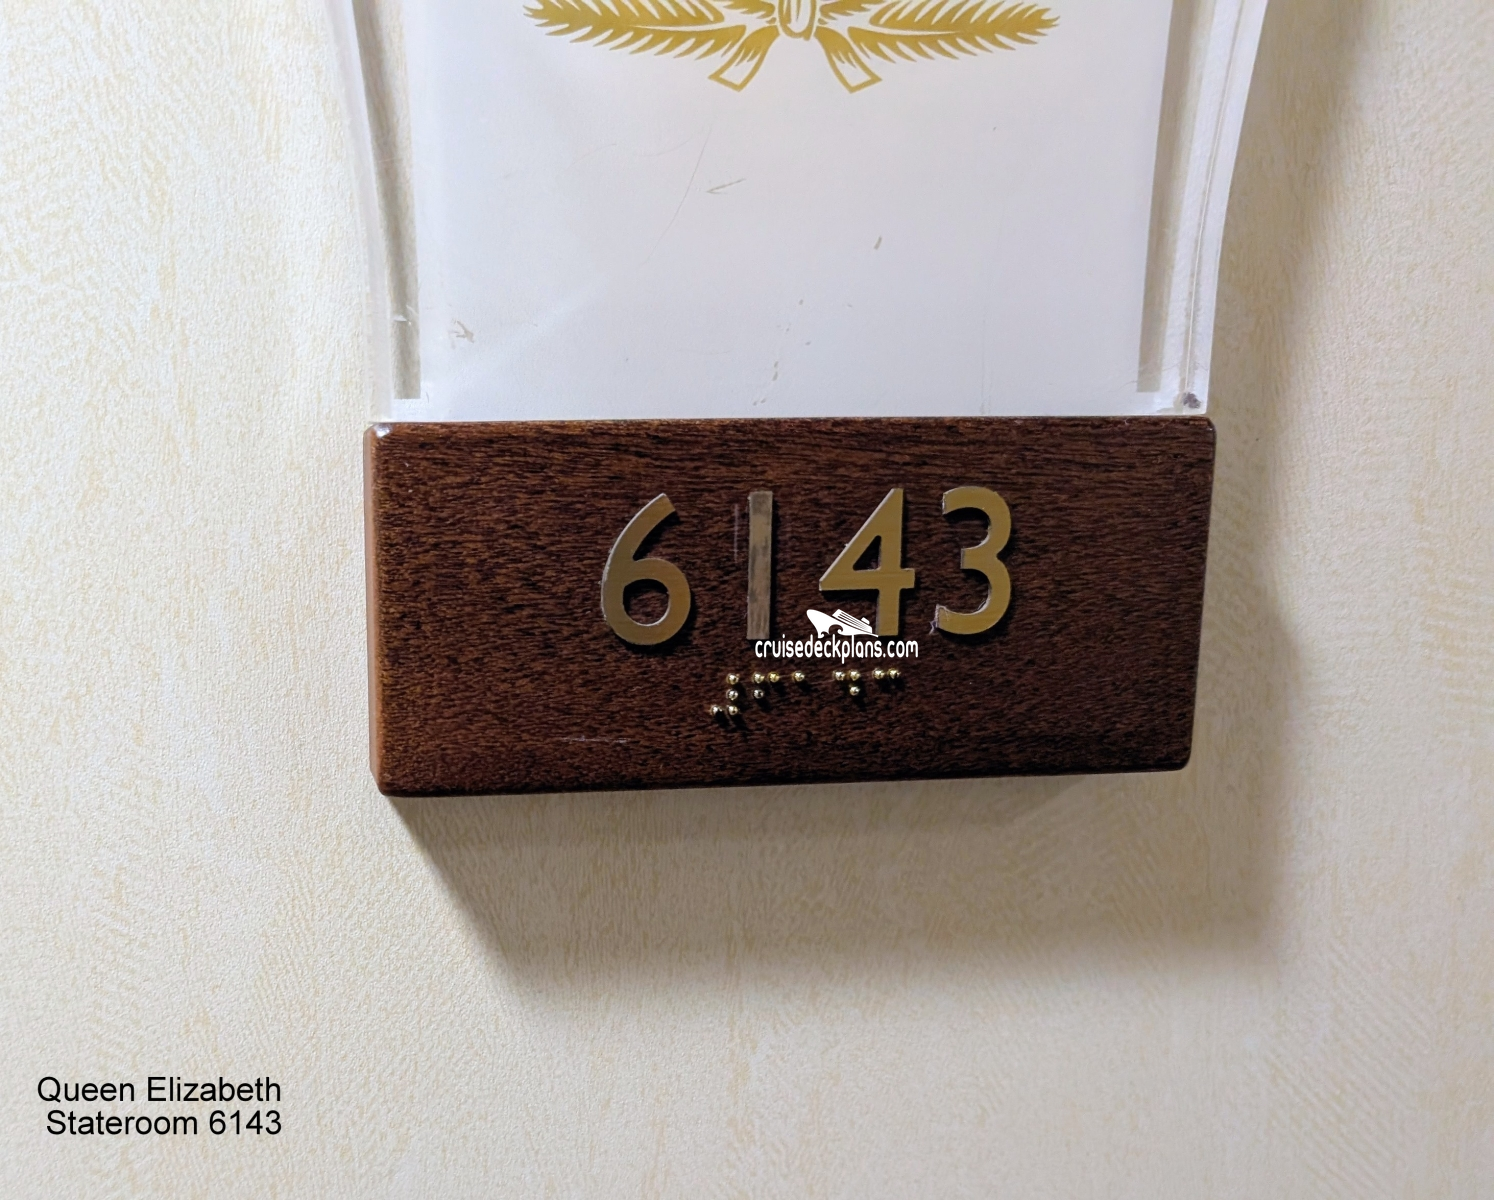 6143
cruisedeckplans.com
⠼⠋⠁⠙⠉
Queen Elizabeth
Stateroom 6143